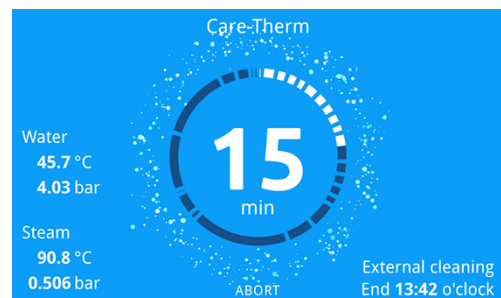 Care-Therm
15
min
Water
45.7 °C
4.03 bar
Steam
90.8 °C
0.506 bar
ABORT
External cleaning
End 13:42 o'clock